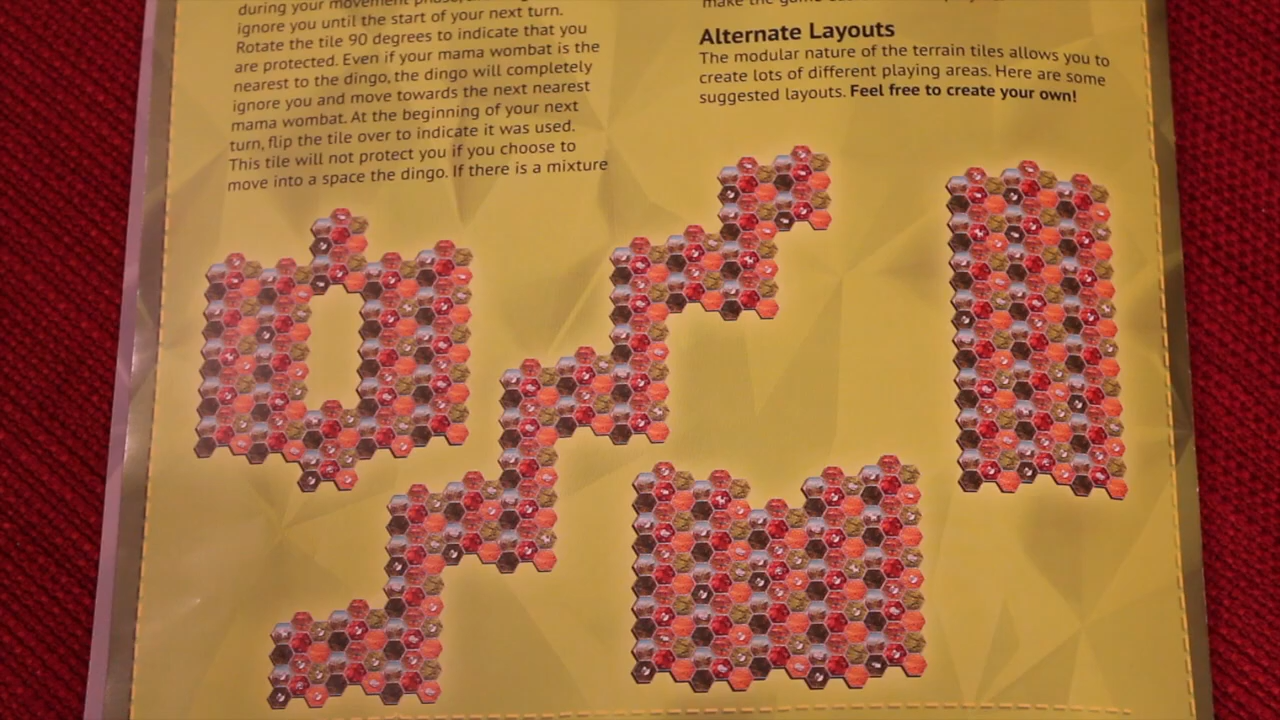 during your movement phase,
ignore you until the start of your next turn.
Rotate the tile 90 degrees to indicate that you
are protected. Even if your mama wombat is the
nearest to the dingo, the dingo will completely
ignore you and move towards the next nearest
mama wombat. At the beginning of your next
turn, flip the tile over to indicate it was used.
This tile will not protect you if you choose to
move into a space the dingo. If there is a mixture
make the game
Alternate Layouts
The modular nature of the terrain tiles allows you to
create lots of different playing areas. Here are some
suggested layouts. Feel free to create your own!